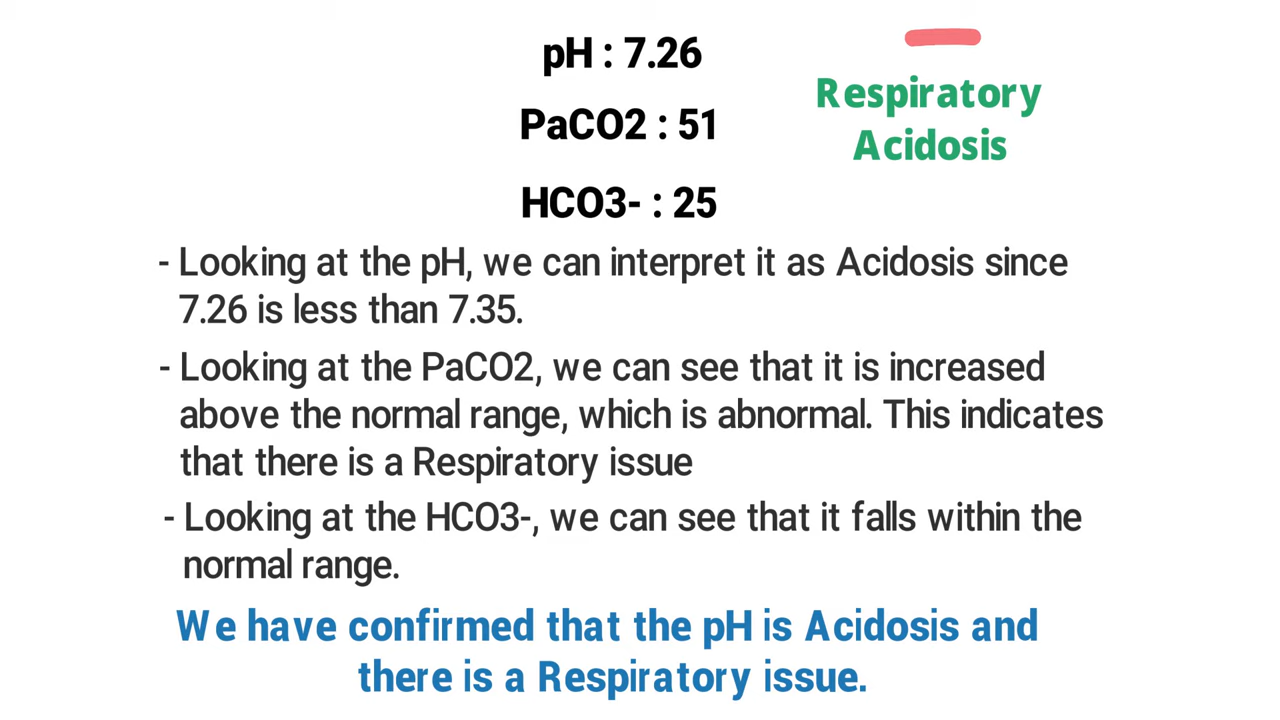 pH : 7.26
PaCO2 : 51
HCO3- : 25
Respiratory
Acidosis
- Looking at the pH, we can interpret it as Acidosis since
7.26 is less than 7.35.
- Looking at the PaCO2, we can see that it is increased
above the normal range, which is abnormal. This indicates
that there is a Respiratory issue
- Looking at the HCO3-, we can see that it falls within the
normal range.
We have confirmed that the pH is Acidosis and
there is a Respiratory issue.